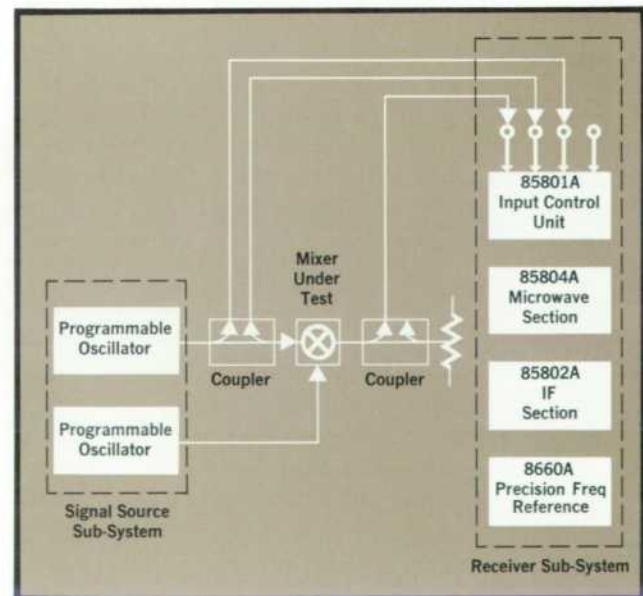 85801A
Input Control
Unit
Mixer
Under
Test
85804A
Microwave
Section
Programmable
Oscillator
Coupler
Coupler
85802A
IF
Section
Programmable
Oscillator
8660A
Precision Freq
Reference
Signal Source
Sub-System
Receiver Sub-System